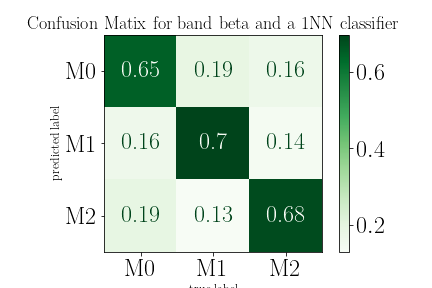 Confusion Matix for band beta and a 1NN classifier
M0 0.65 0.19 0.16
M1 0.16 0.7 0.14
M2 0.19 0.13 0.68
M0 M1 M2
predicted label
true label
0.6
0.4
0.2